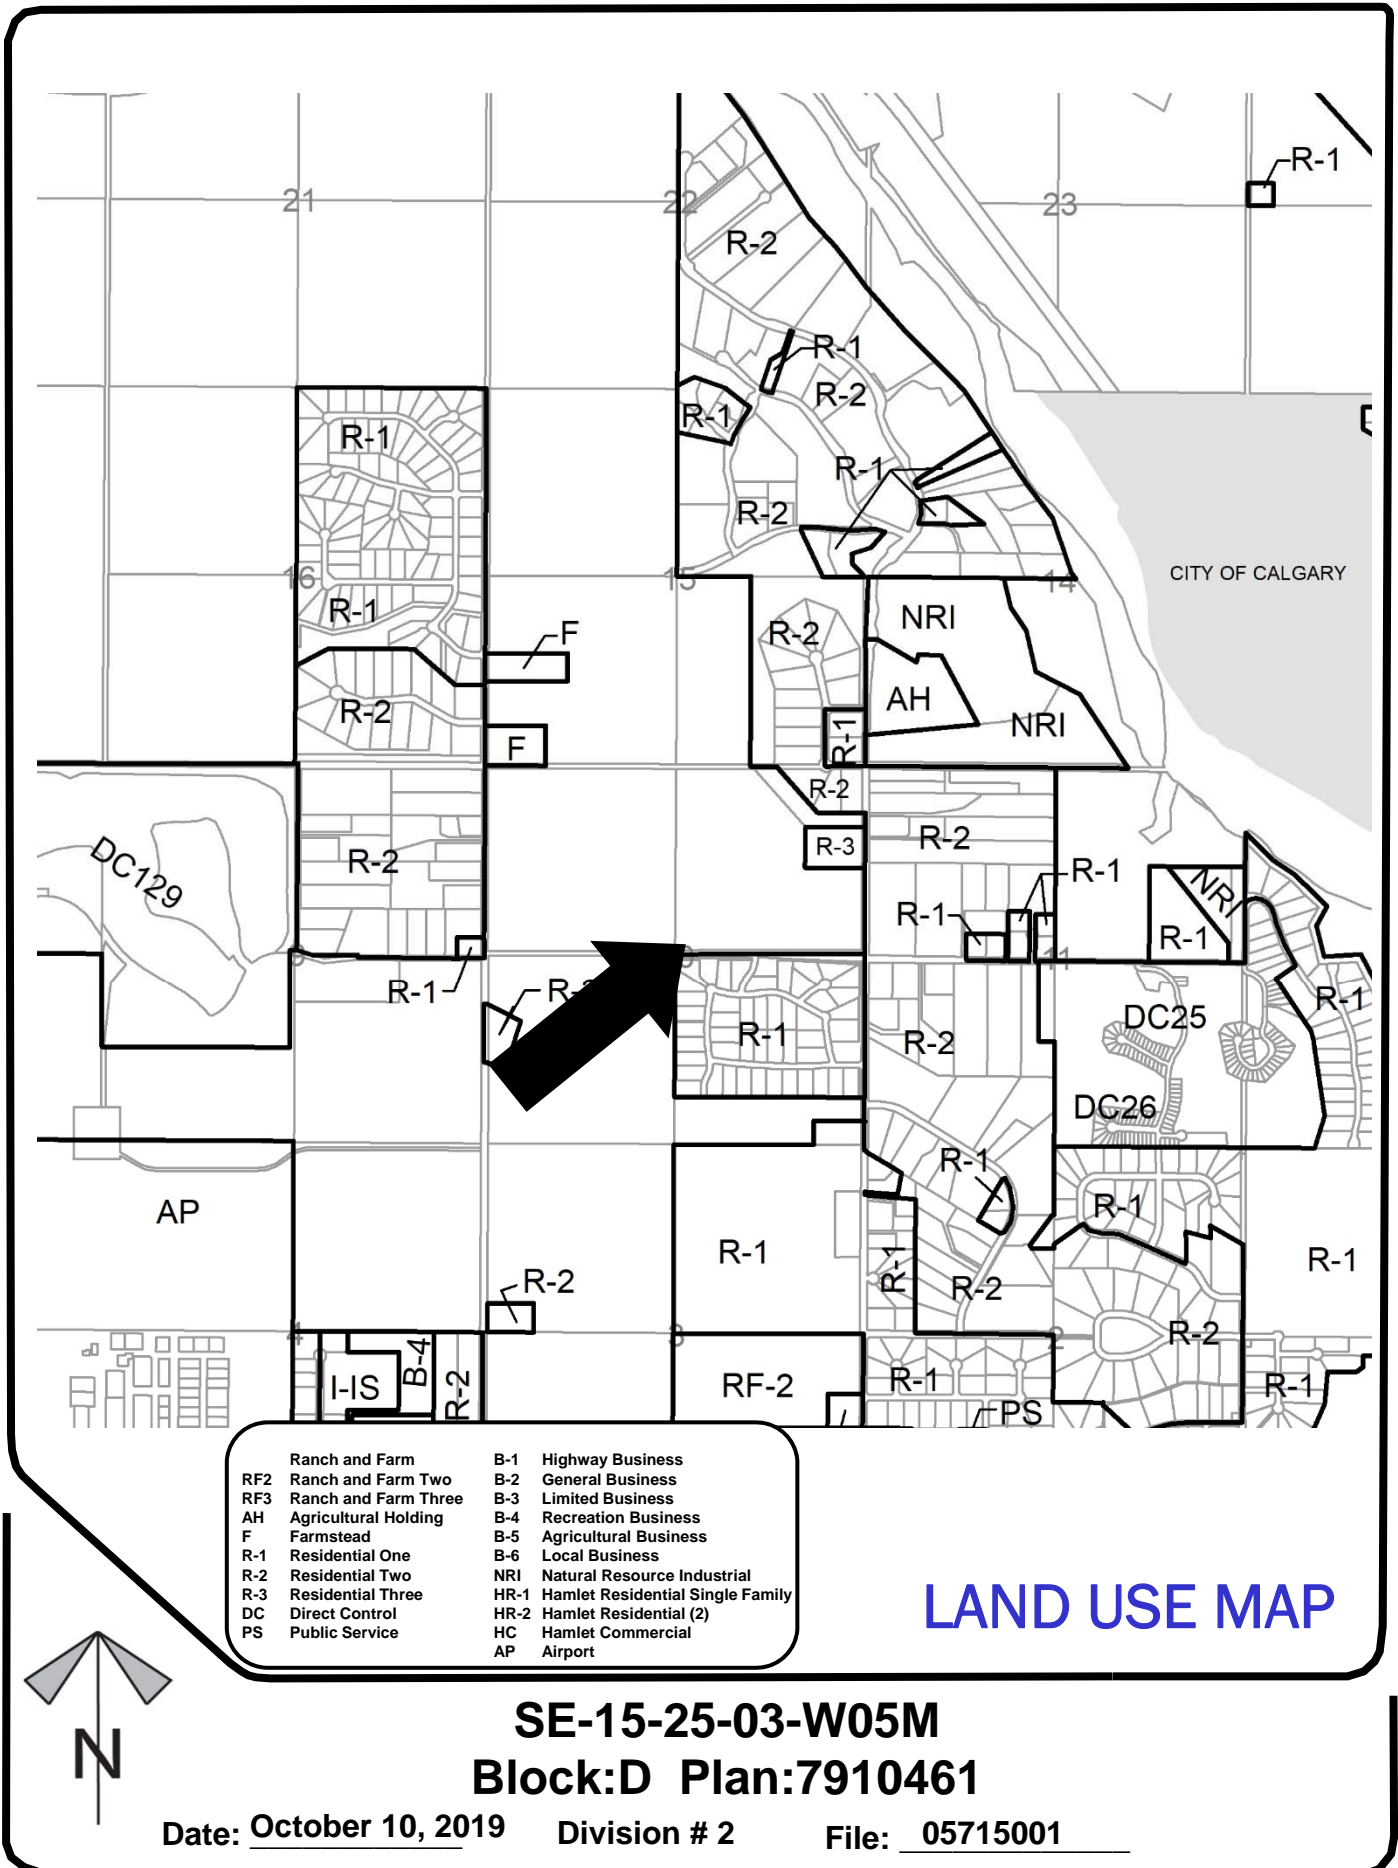 R-1
21
22
23
R-2
R-1
R-2
R-1
R-1
R-1
R-2
CITY OF CALGARY
16
15
14
R-1
NRI
F
R-2
AH
R-2
NRI
F
R-1
R-2
R-3
R-2
DC129
R-2
R-1
NRI
R-1
R-1
11
R-1
R-1
R-1
DC25
R-1
R-2
DC26
R-1
R-1
AP
R-1
R-1
R-1
R-2
R-2
R-2
4
3
2
B-4
I-IS
R-2
RF-2
R-1
R-1
PS
Ranch and Farm
RF2 Ranch and Farm Two
RF3 Ranch and Farm Three
AH Agricultural Holding
F Farmstead
R-1 Residential One
R-2 Residential Two
R-3 Residential Three
DC Direct Control
PS Public Service
B-1 Highway Business
B-2 General Business
B-3 Limited Business
B-4 Recreation Business
B-5 Agricultural Business
B-6 Local Business
NRI Natural Resource Industrial
HR-1 Hamlet Residential Single Family
HR-2 Hamlet Residential (2)
HC Hamlet Commercial
AP Airport
LAND USE MAP
N
SE-15-25-03-W05M
Block:D Plan:7910461
Date: October 10, 2019 Division # 2 File: 05715001